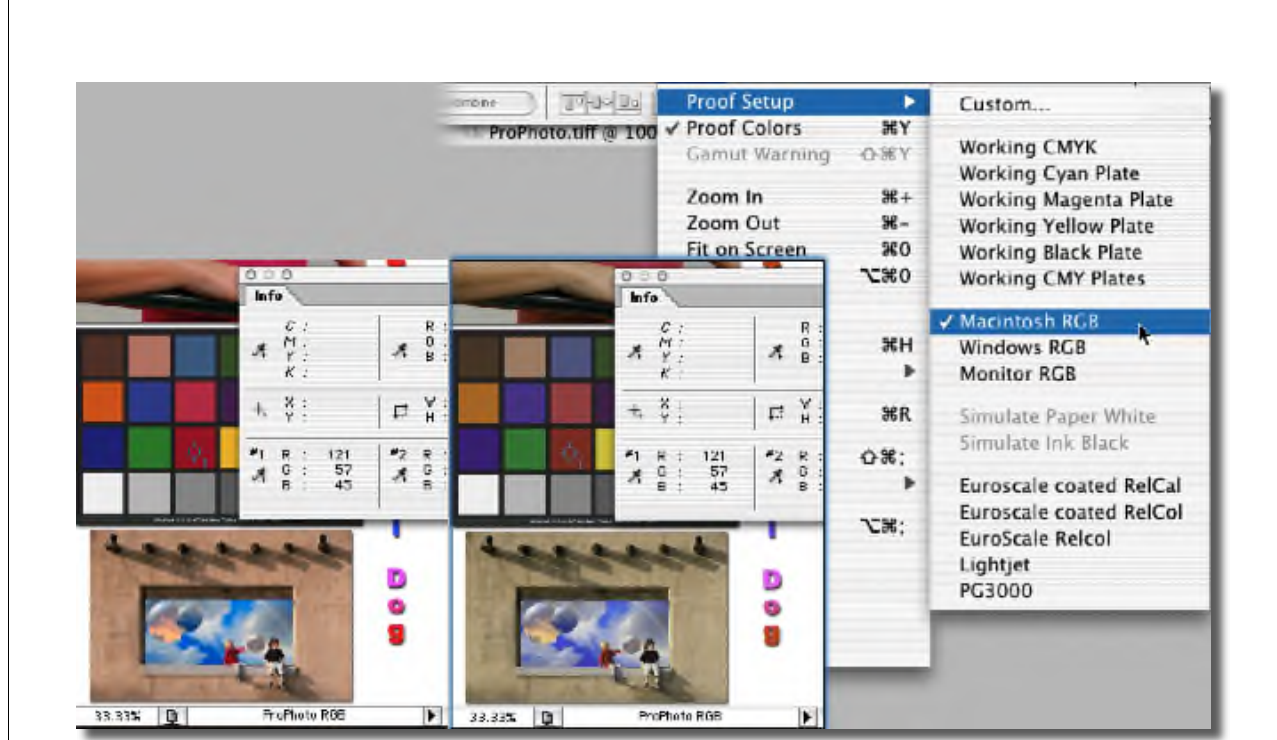 Proof Setup
Custom...
ProPhoto.tiff @ 100
✓ Proof Colors ⌘Y
Gamut Warning ⇧⌘Y
Working CMYK
Working Cyan Plate
Zoom In ⌘+
Working Magenta Plate
Zoom Out ⌘-
Working Yellow Plate
Fit on Screen ⌘0
Working Black Plate
⌥⌘0
Working CMY Plates
✓ Macintosh RGB
⌘H
Windows RGB
Monitor RGB
⌘R
Simulate Paper White
Simulate Ink Black
⇧⌘;
Euroscale coated RelCal
Euroscale coated RelCol
⌥⌘;
EuroScale Relcol
Lightjet
PG3000
Info
C : R :
M : G :
Y : B :
K :
X : W :
Y : H
#1 R : 121 #2 R :
G : 57 G :
B : 45 B
D
o
g
33.33% ProPhoto RGB
Info
C : R :
M : G :
Y : B :
K :
X : W :
Y : H :
#1 R : 121 #2 R :
G : 57 G :
B : 45 B :
D
o
g
33.33% ProPhoto RGB